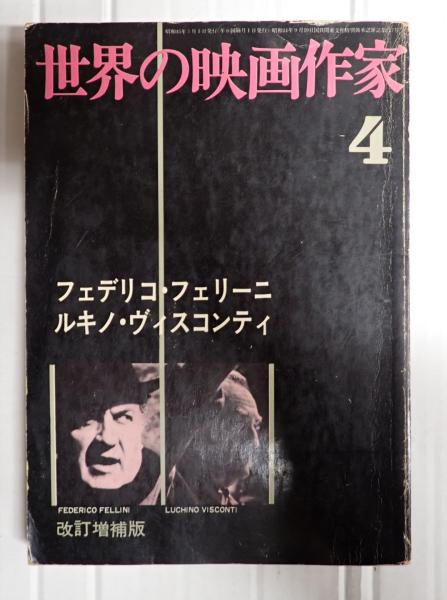 世界の映画作家
4
フェデリコ・フェリーニ
ルキノ・ヴィスコンティ
FEDERICO FELLINI
LUCHINO VISCONTI
改訂増補版